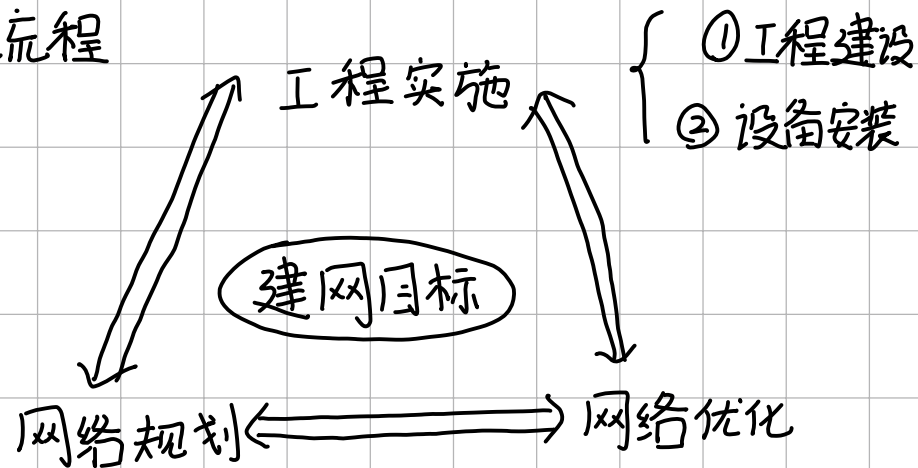 流程
工程实施
①工程建设
②设备安装
建网目标
网络规划
网络优化